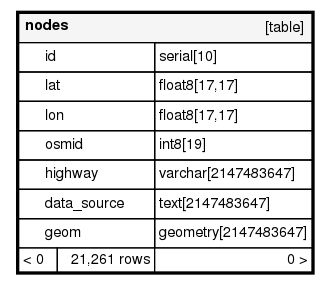 nodes [table]
id serial[10]
lat float8[17,17]
lon float8[17,17]
osmid int8[19]
highway varchar[2147483647]
data_source text[2147483647]
geom geometry[2147483647]
< 0 21,261 rows 0 >